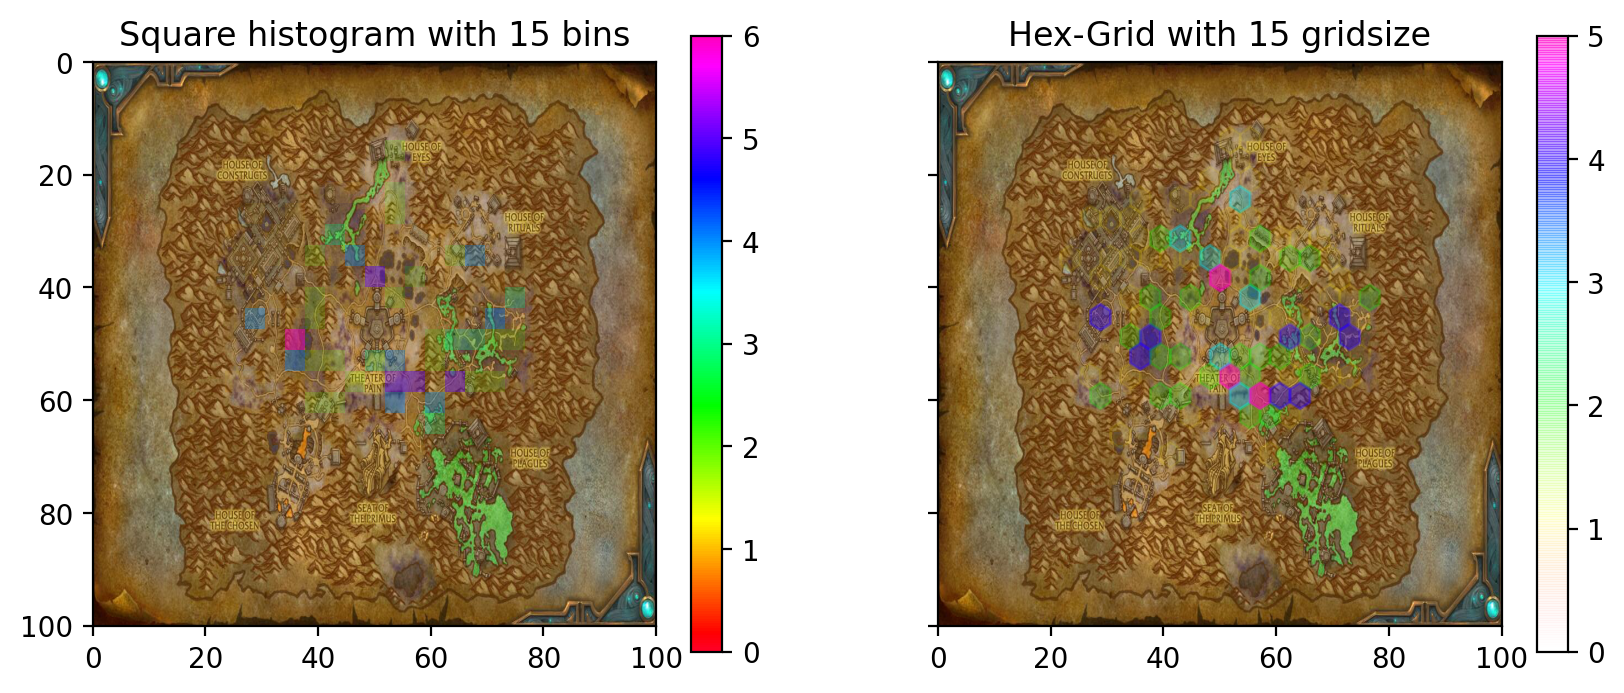 Square histogram with 15 bins
0
20
40
60
80
100
0
20
40
60
80
100
HOUSE OF
EYES
HOUSE OF
CONSTRUCTS
HOUSE OF
RITUALS
THEATER OF
PAIN
HOUSE OF
PLAGUES
SEAT OF
THE PRIMUS
HOUSE OF
THE CHOSEN
6
5
4
3
2
1
0
Hex-Grid with 15 gridsize
HOUSE OF
EYES
HOUSE OF
CONSTRUCTS
HOUSE OF
RITUALS
THEATER OF
PAIN
HOUSE OF
PLAGUES
SEAT OF
THE PRIMUS
HOUSE OF
THE CHOSEN
0
20
40
60
80
100
5
4
3
2
1
0